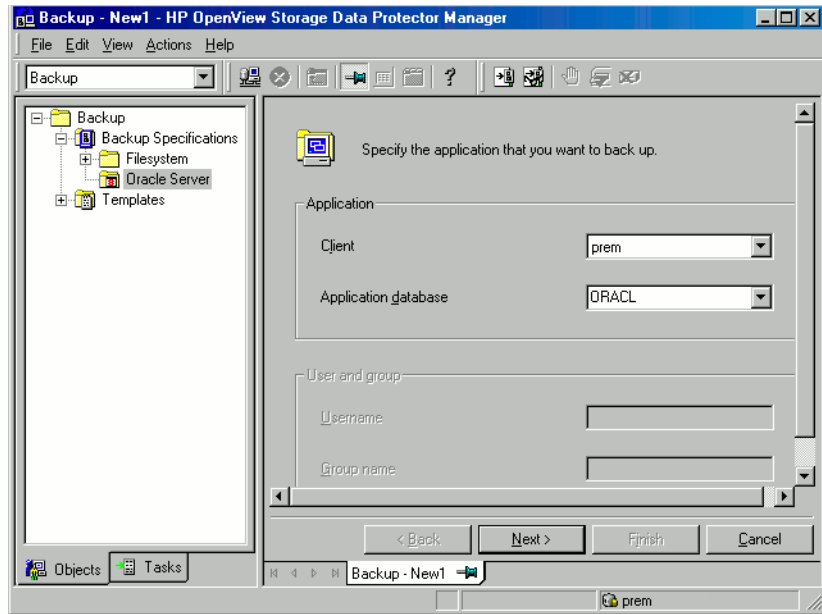 Backup - New1 - HP OpenView Storage Data Protector Manager
File Edit View Actions Help
Backup
Backup
Backup Specifications
Filesystem
Oracle Server
Templates
Specify the application that you want to back up.
Application
Client
prem
Application database
ORACL
User and group
Username
Group name
< Back
Next >
Finish
Cancel
Objects
Tasks
Backup - New1
prem